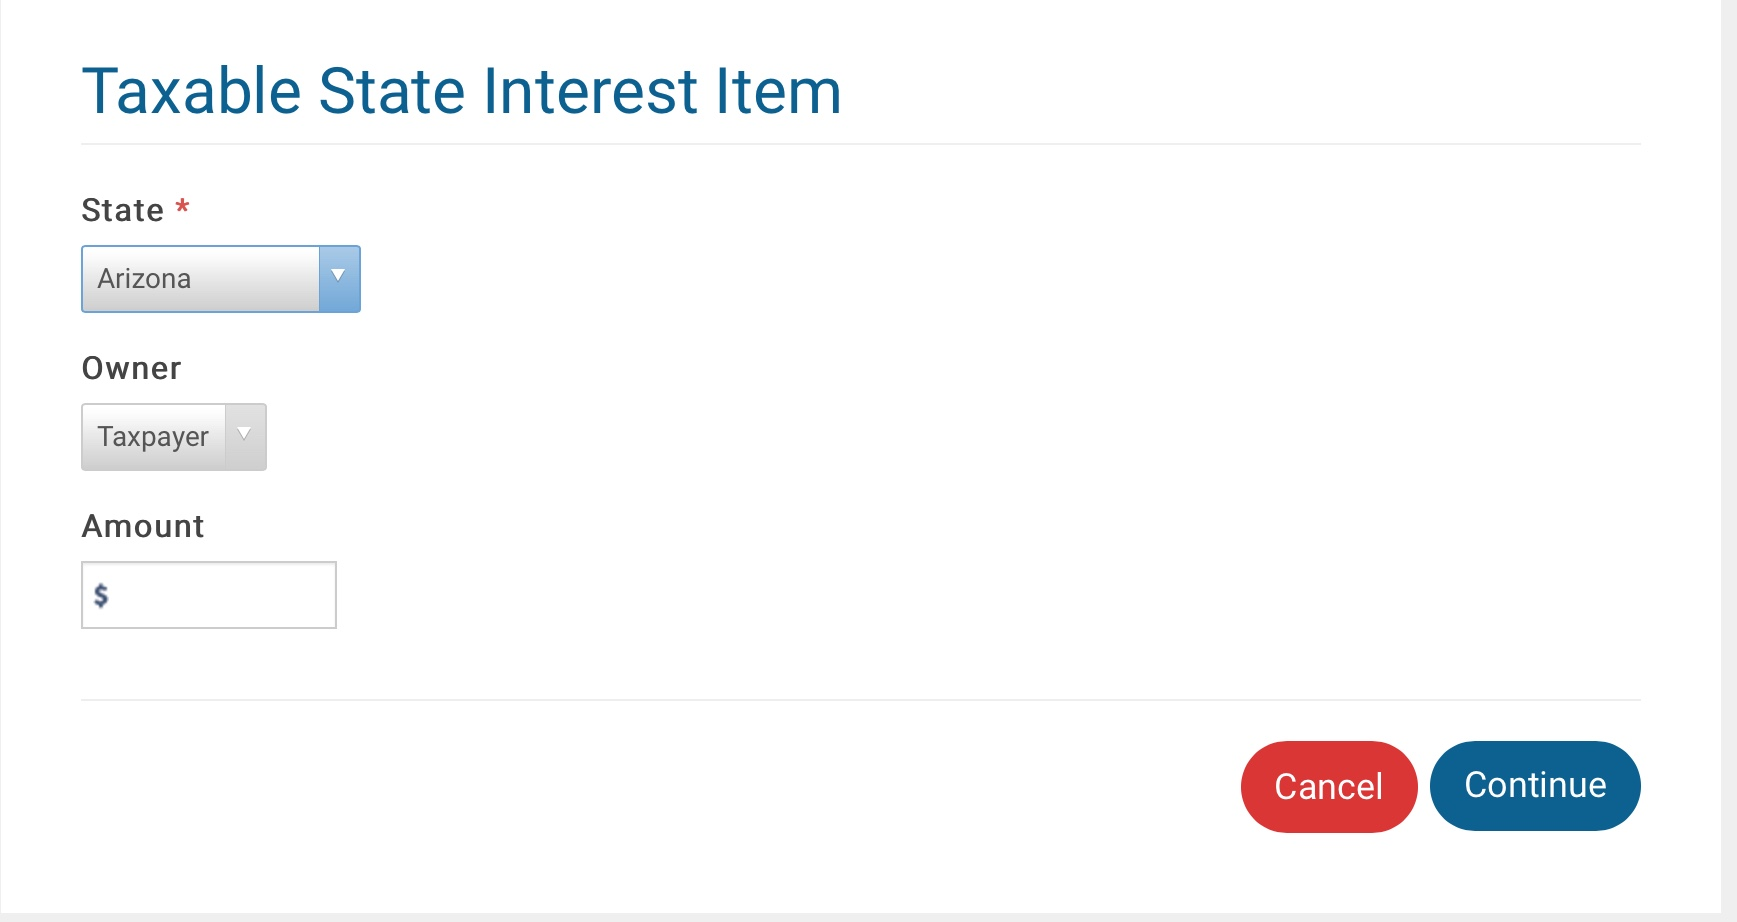 Taxable State Interest Item
State *
Arizona
Owner
Taxpayer
Amount
$
Cancel Continue